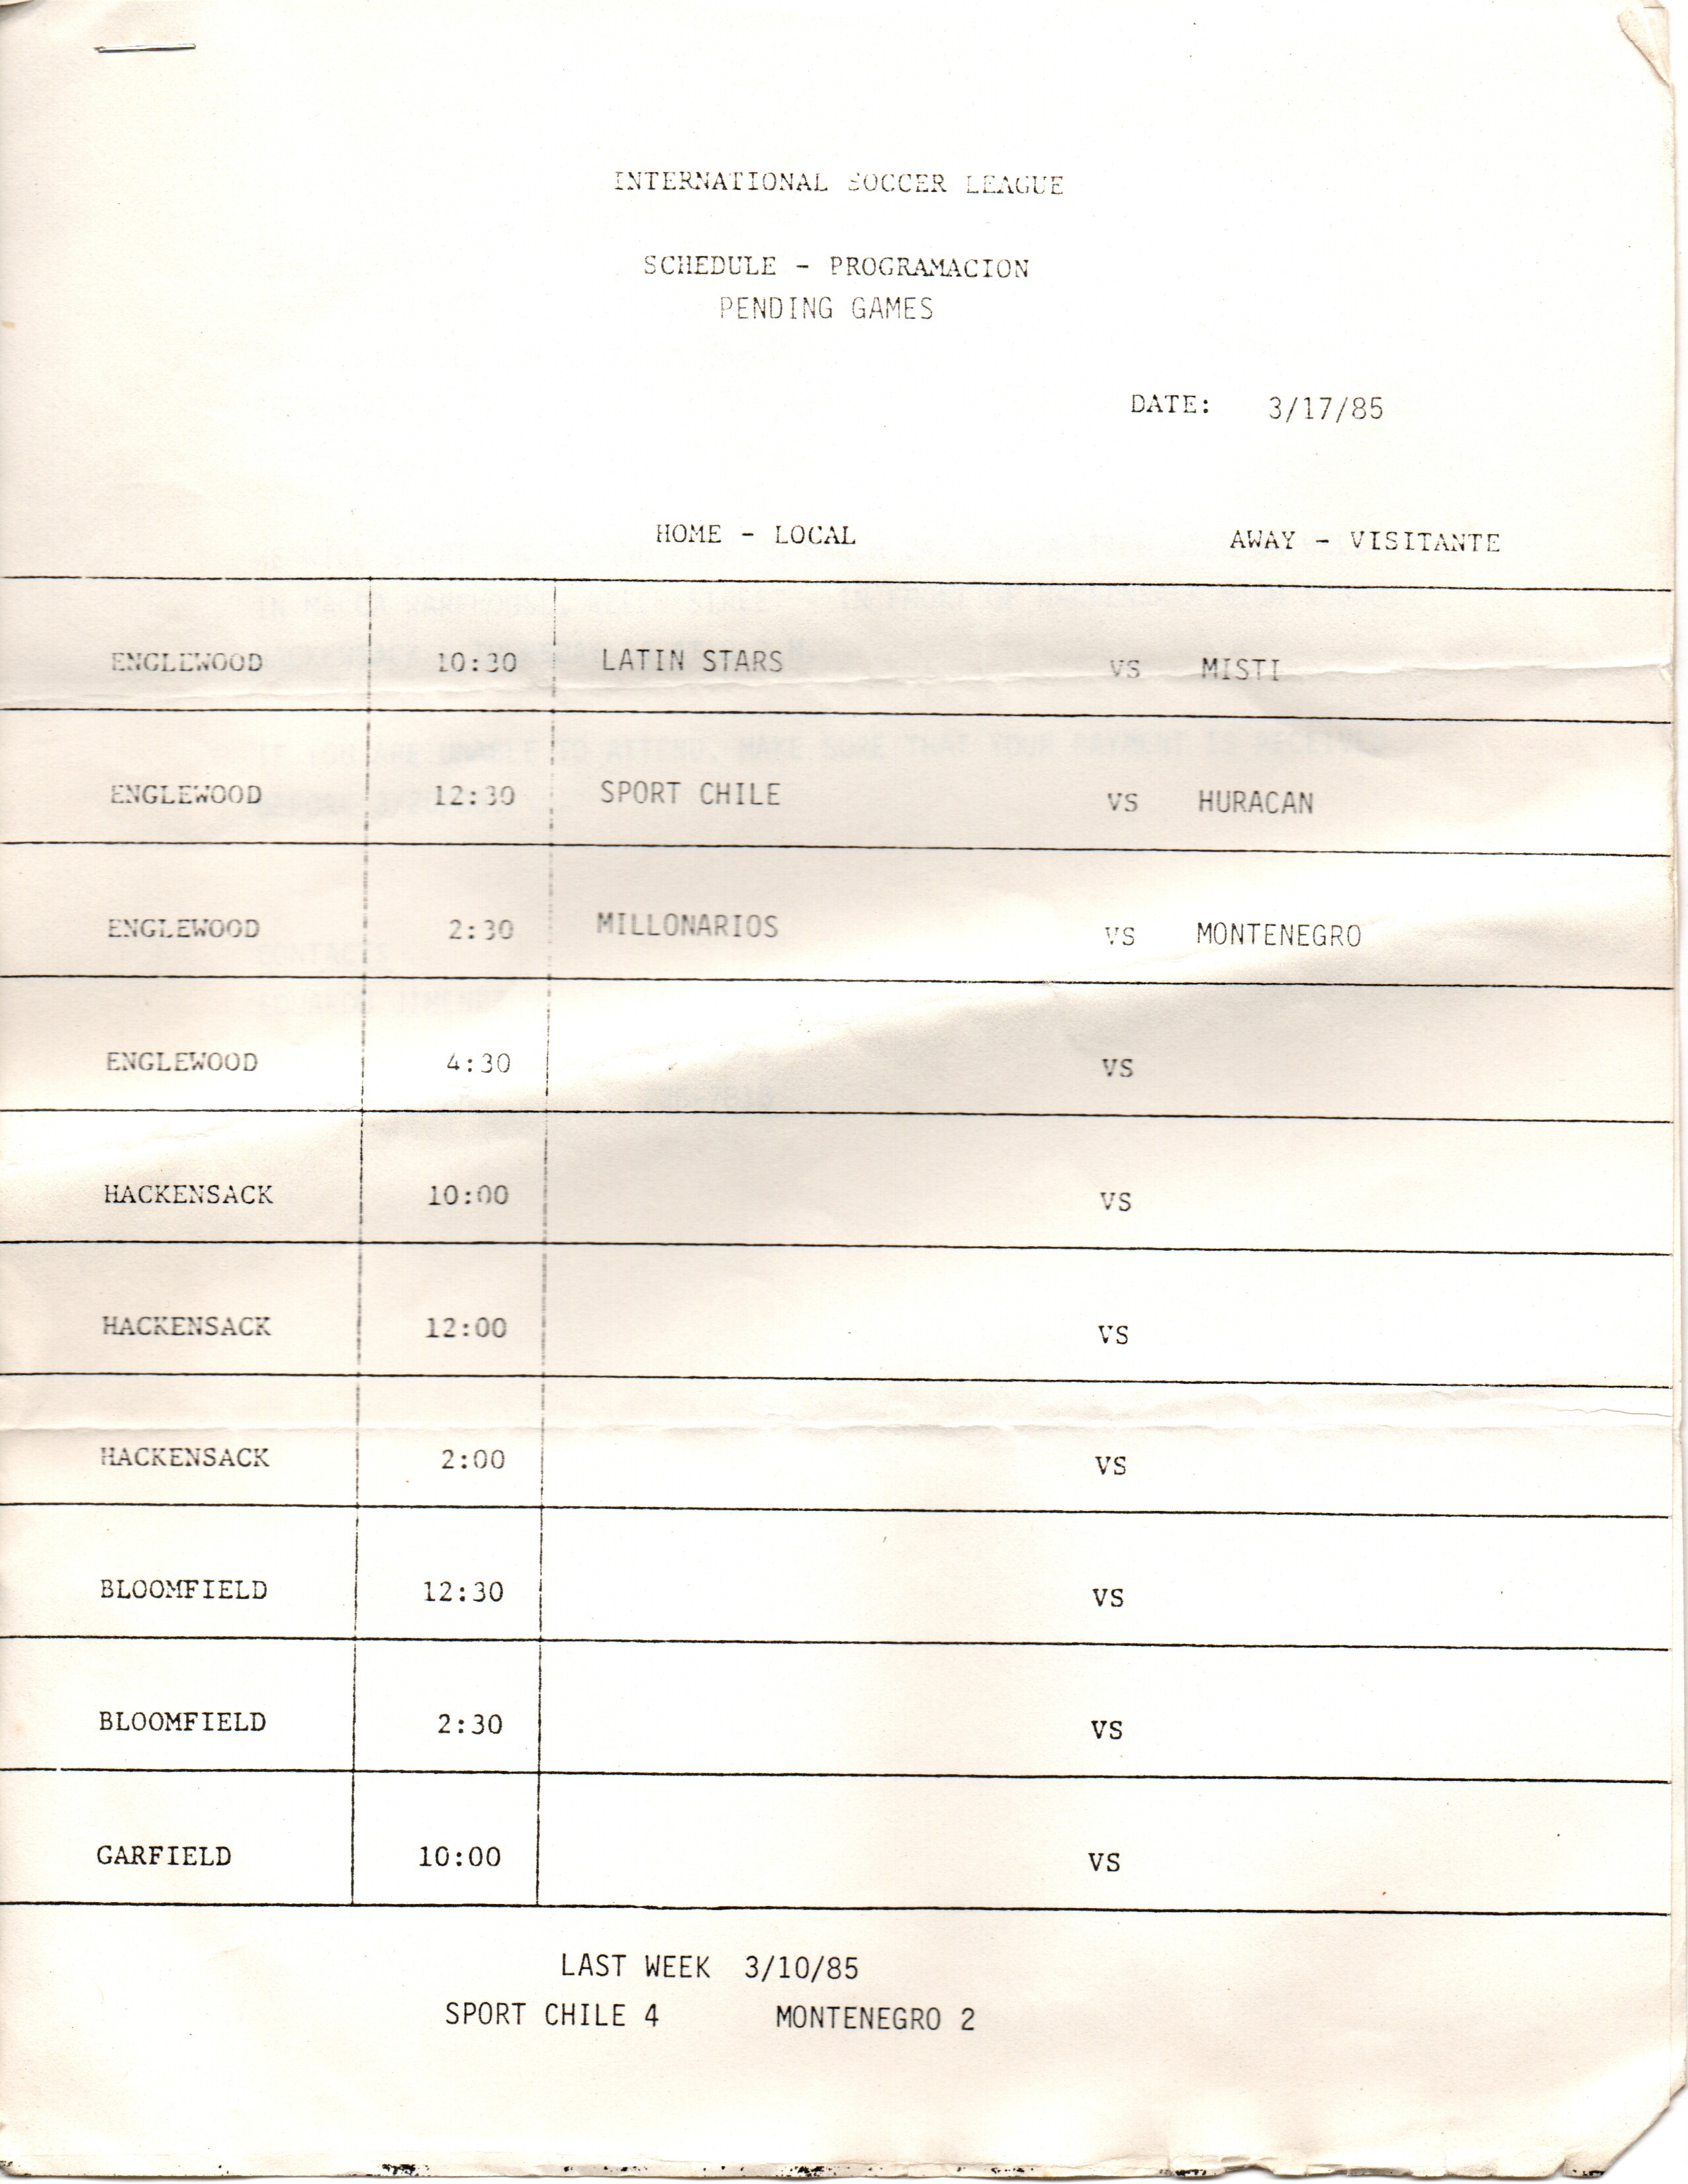 INTERNATIONAL SOCCER LEAGUE
SCHEDULE - PROGRAMACION
PENDING GAMES
DATE: 3/17/85
HOME - LOCAL AWAY - VISITANTE
ENGLEWOOD 10:30 LATIN STARS VS MISTI
ENGLEWOOD 12:30 SPORT CHILE VS HURACAN
ENGLEWOOD 2:30 MILLONARIOS VS MONTENEGRO
ENGLEWOOD 4:30 VS
HACKENSACK 10:00 VS
HACKENSACK 12:00 VS
HACKENSACK 2:00 VS
BLOOMFIELD 12:30 VS
BLOOMFIELD 2:30 VS
GARFIELD 10:00 VS
LAST WEEK 3/10/85
SPORT CHILE 4 MONTENEGRO 2